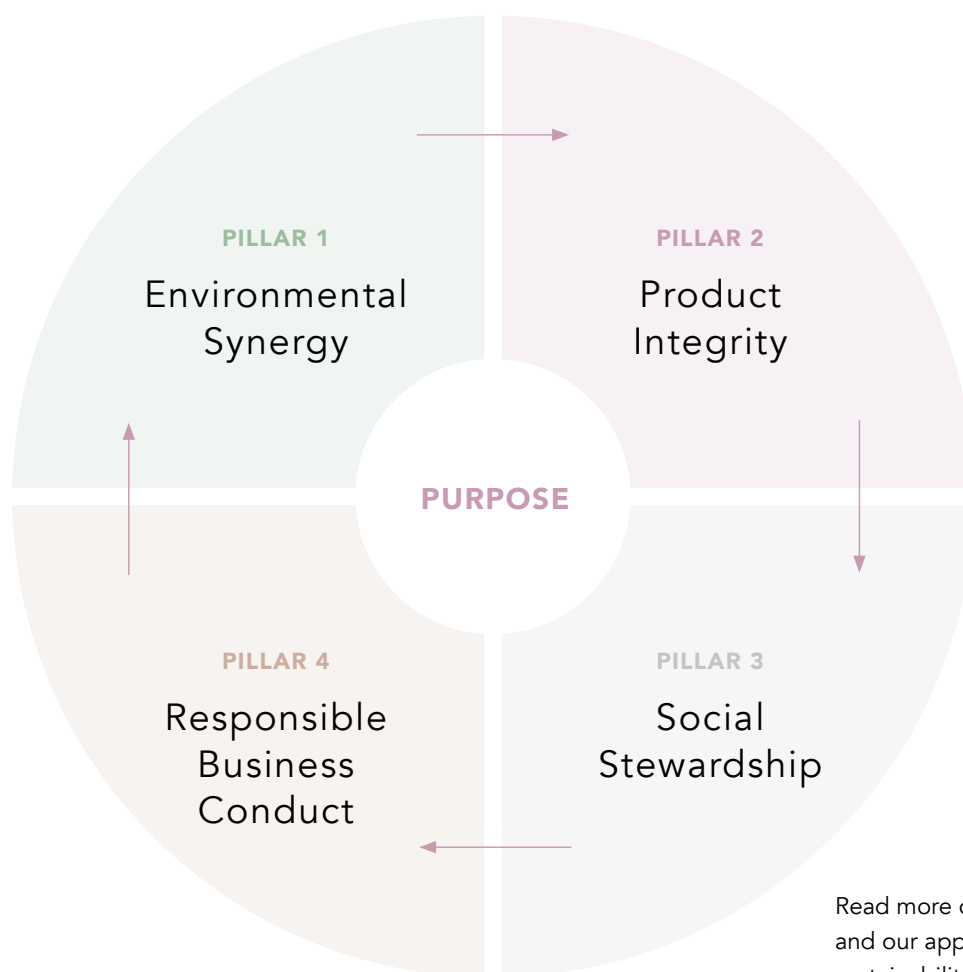 PILLAR 1
Environmental
Synergy
PILLAR 2
Product
Integrity
PURPOSE
PILLAR 4
Responsible
Business
Conduct
PILLAR 3
Social
Stewardship
Read more
and our